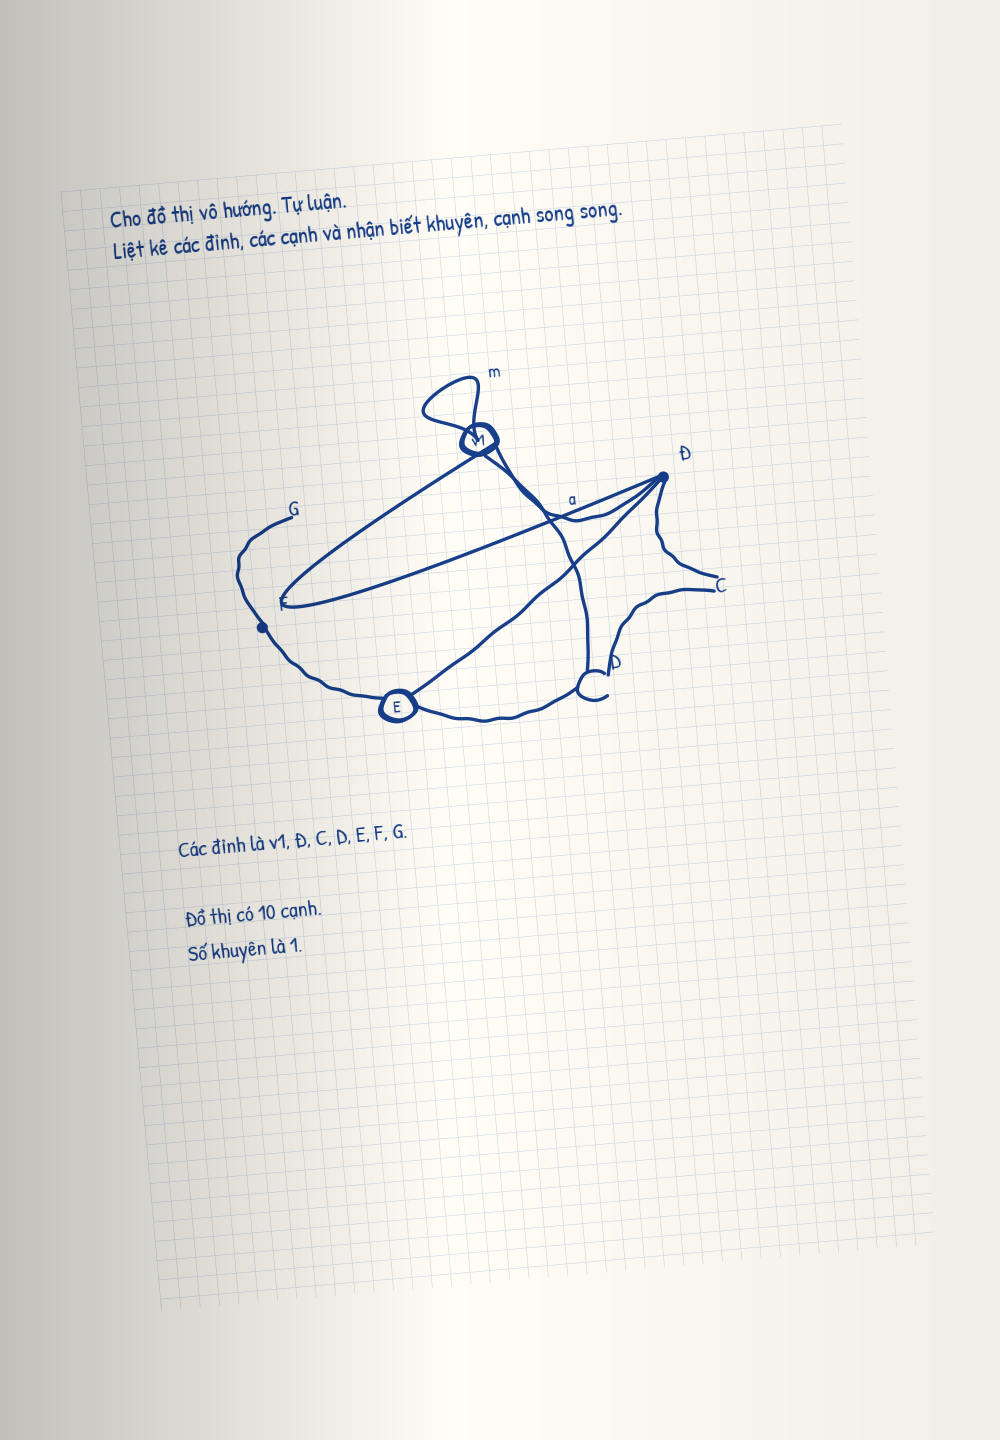 Cho đồ thị vô hướng. Tự luận.
Liệt kê các đỉnh, các cạnh và nhận biết khuyên, cạnh song song.
m
v1
Đ
a
G
C
F
D
E
Các đỉnh là v1, Đ, C, D, E, F, G.
Đồ thị có 10 cạnh.
Số khuyên là 1.